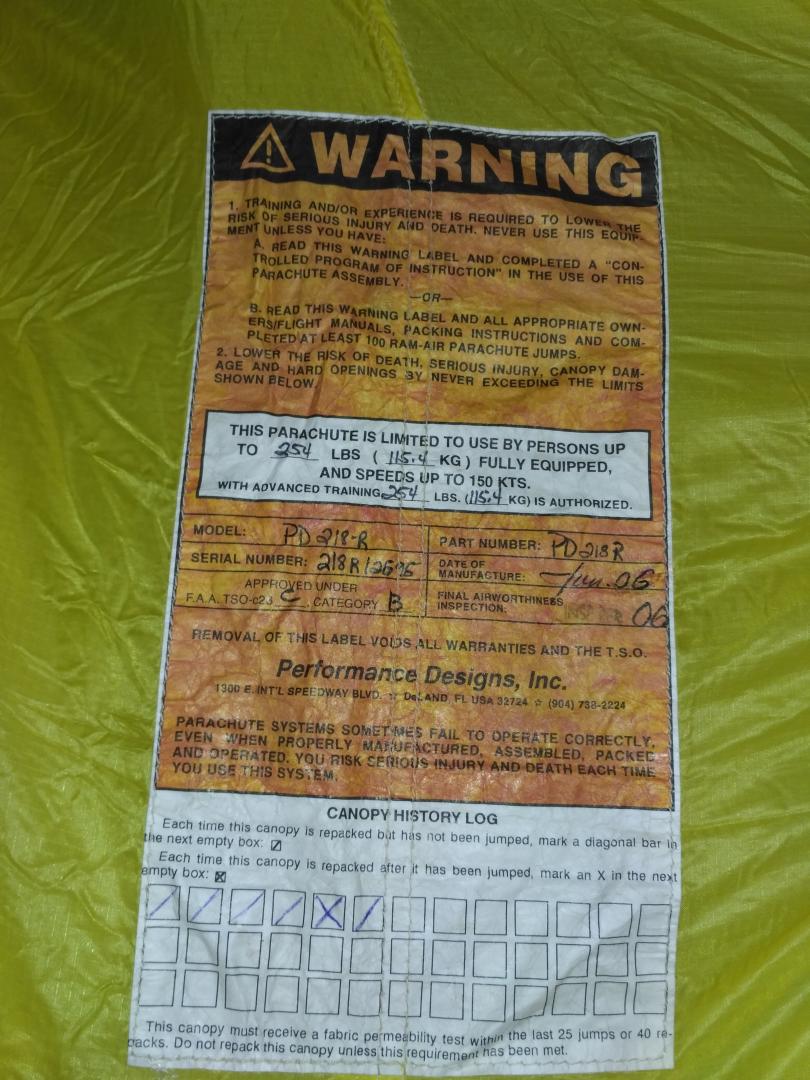 WARNING
1. TRAINING AND/OR EXPERIENCE IS REQUIRED TO LOWER THE
RISK OF SERIOUS INJURY AND DEATH. NEVER USE THIS EQUIP-
MENT UNLESS YOU HAVE:
A. READ THIS WARNING LABEL AND COMPLETED A "CON-
TROLLED PROGRAM OF INSTRUCTION" IN THE USE OF THIS
PARACHUTE ASSEMBLY.
—OR—
B. READ THIS WARNING LABEL AND ALL APPROPRIATE OWN-
ERS/FLIGHT MANUALS, PACKING INSTRUCTIONS AND COM-
PLETED AT LEAST 100 RAM-AIR PARACHUTE JUMPS.
2. LOWER THE RISK OF DEATH, SERIOUS INJURY, CANOPY DAM-
AGE AND HARD OPENINGS BY NEVER EXCEEDING THE LIMITS
SHOWN BELOW.
THIS PARACHUTE IS LIMITED TO USE BY PERSONS UP
TO 254 LBS ( 115.4 KG ) FULLY EQUIPPED,
AND SPEEDS UP TO 150 KTS.
WITH ADVANCED TRAINING 254 LBS. (115.4 KG) IS AUTHORIZED.
MODEL: PD218-R
PART NUMBER: PD218R
SERIAL NUMBER: 218R/
DATE OF
MANUFACTURE: Jun. 06
APPROVED UNDER
F.A.A. TSO-c23 C, CATEGORY B
FINAL AIRWORTHINESS
INSPECTION: 06
REMOVAL OF THIS LABEL VOIDS ALL WARRANTIES AND THE T.S.O.
Performance Designs, Inc.
1300 E. INT'L SPEEDWAY BLVD. ☆ DeLAND, FL USA 32724 ☆ (904) 738-2224
PARACHUTE SYSTEMS SOMETIMES FAIL TO OPERATE CORRECTLY,
EVEN WHEN PROPERLY MANUFACTURED, ASSEMBLED, PACKED
AND OPERATED. YOU RISK SERIOUS INJURY AND DEATH EACH TIME
YOU USE THIS SYSTEM.
CANOPY HISTORY LOG
Each time this canopy is repacked but has not been jumped, mark a diagonal bar in
the next empty box:
Each time this canopy is repacked after it has been jumped, mark an X in the next
empty box:
This canopy must receive a fabric permeability test within the last 25 jumps or 40 re-
packs. Do not repack this canopy unless this requirement has been met.